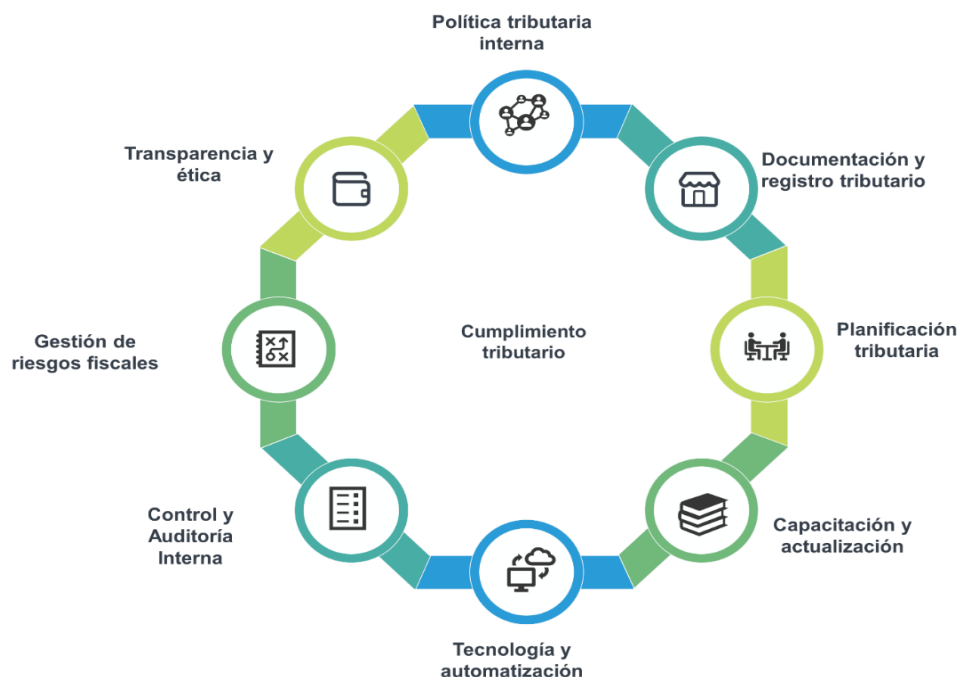 Política tributaria
interna
Documentación y
registro tributario
Planificación
tributaria
Capacitación y
actualización
Tecnología y
automatización
Control y
Auditoría
Interna
Gestión de
riesgos fiscales
Transparencia y
ética
Cumplimiento
tributario